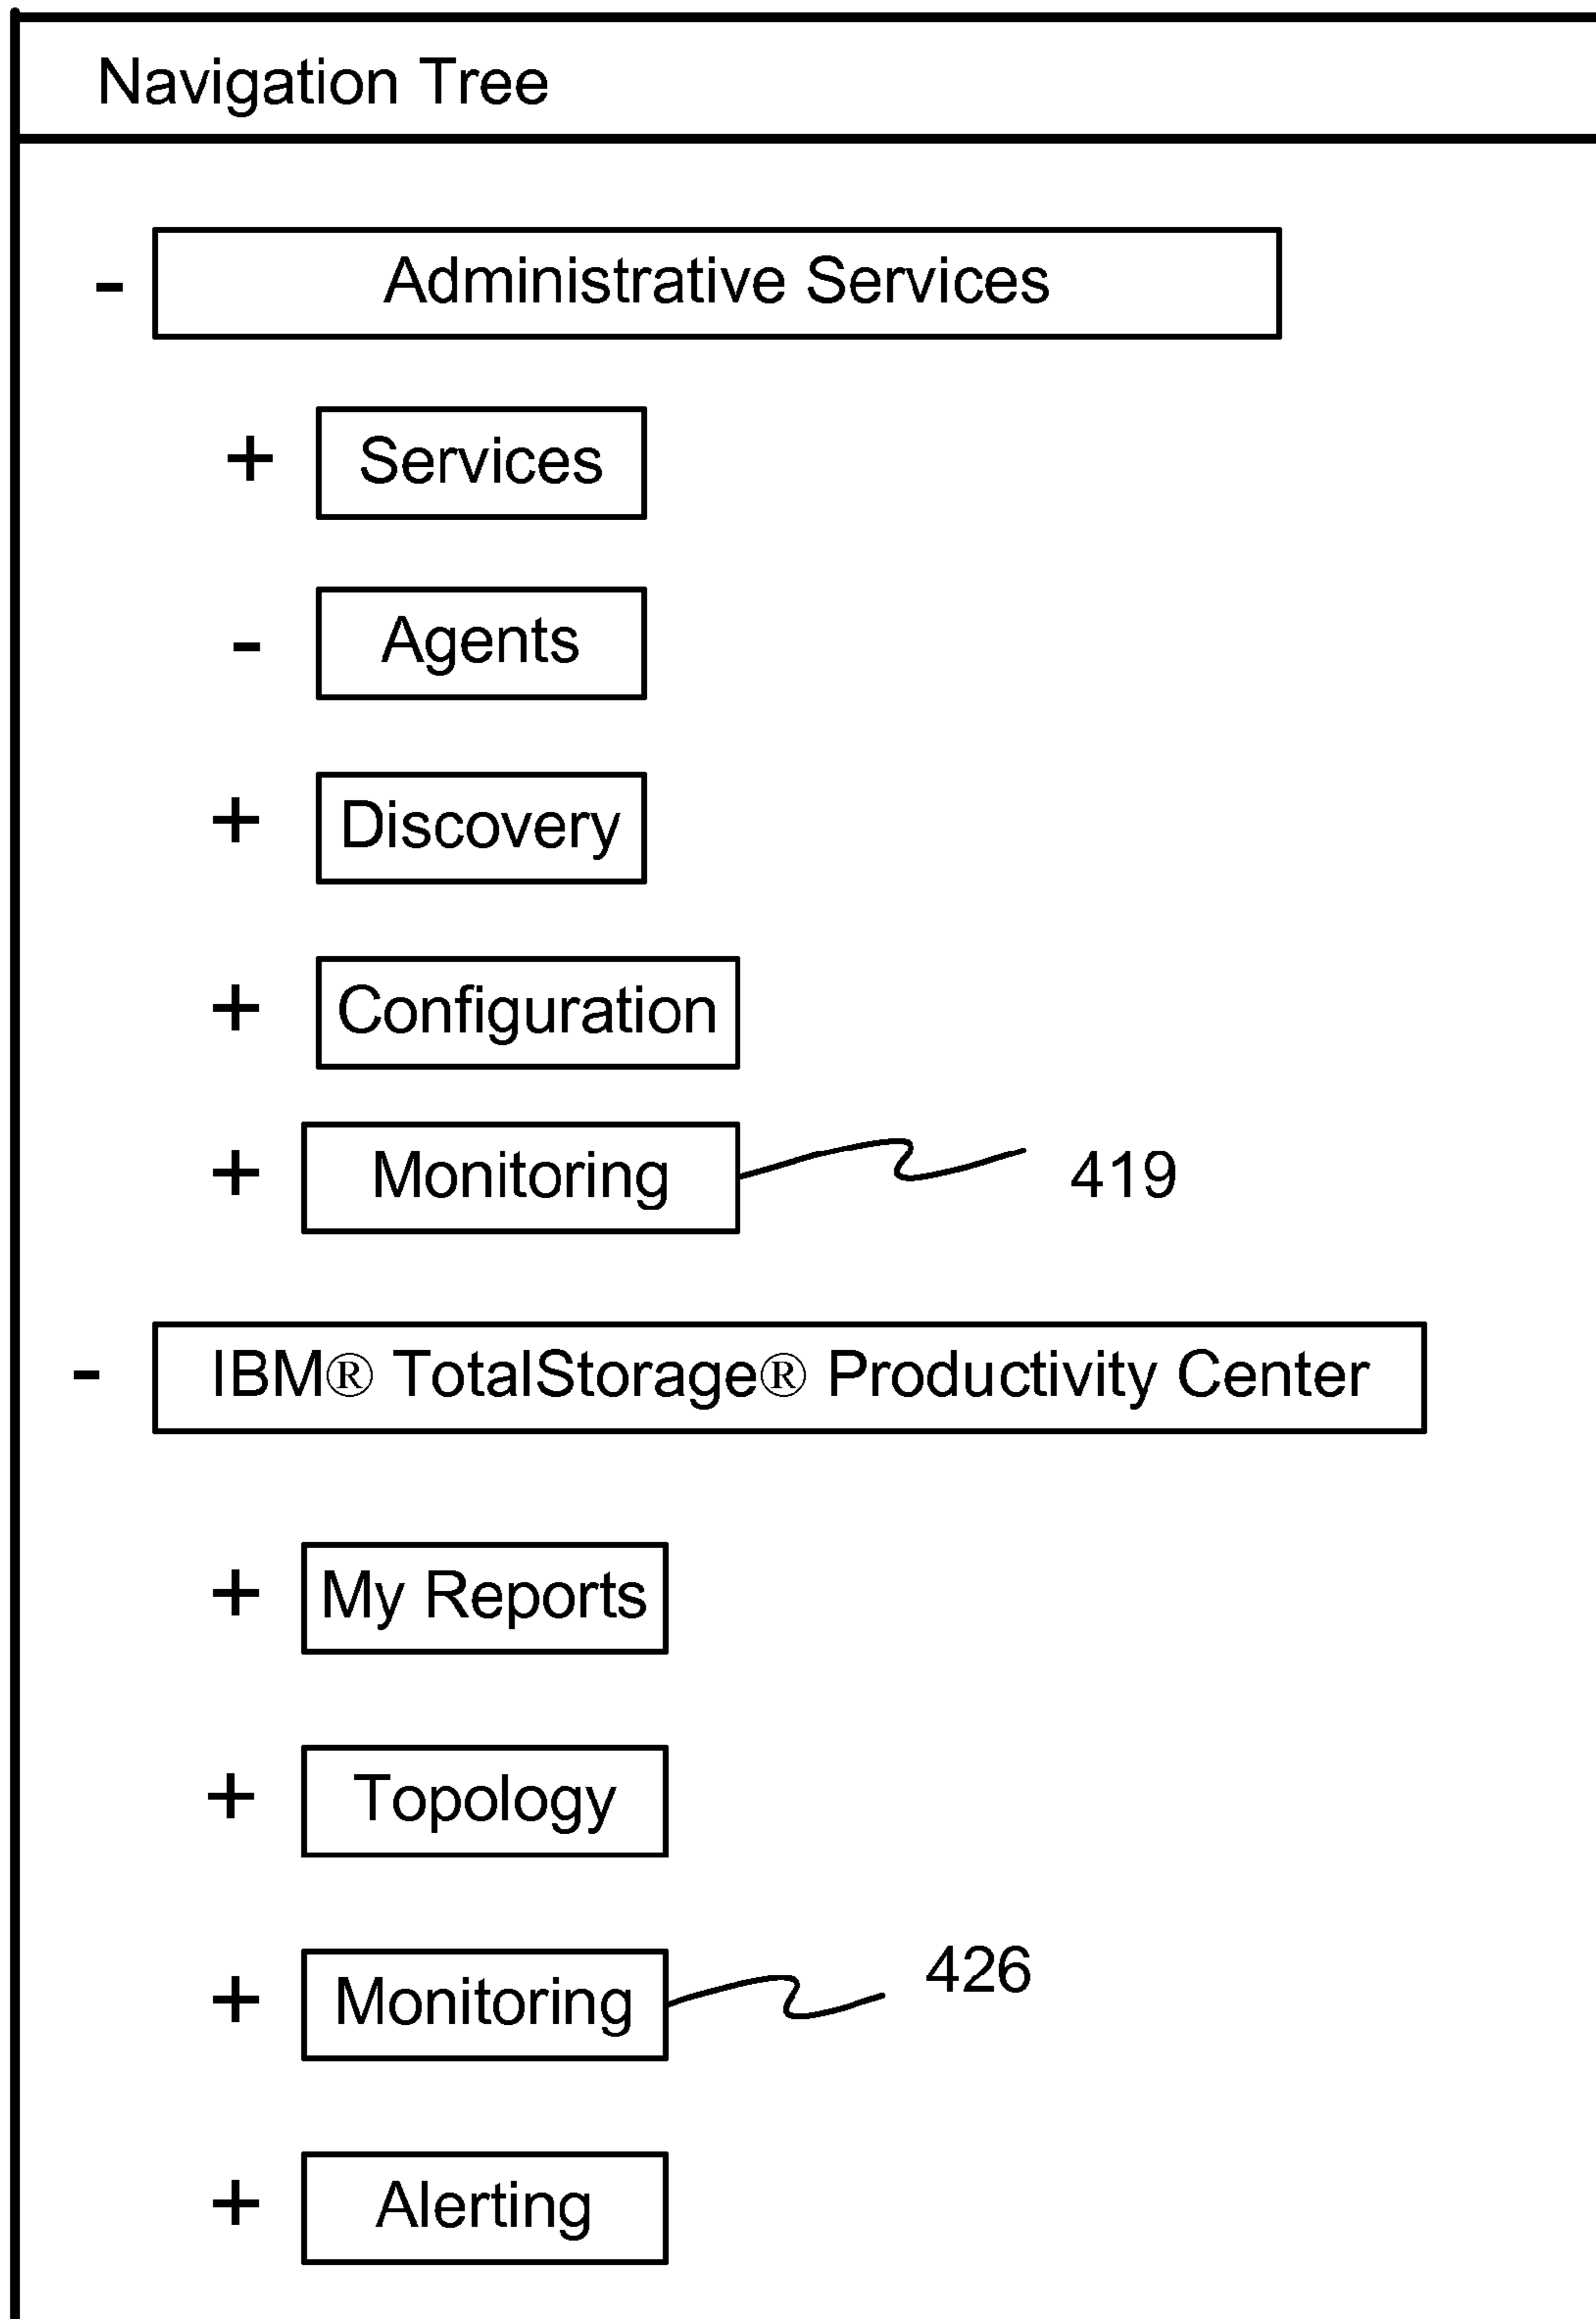 Navigation Tree
- Administrative Services
+ Services
- Agents
+ Discovery
+ Configuration
+ Monitoring 419
- IBM® TotalStorage® Productivity Center
+ My Reports
+ Topology
+ Monitoring 426
+ Alerting